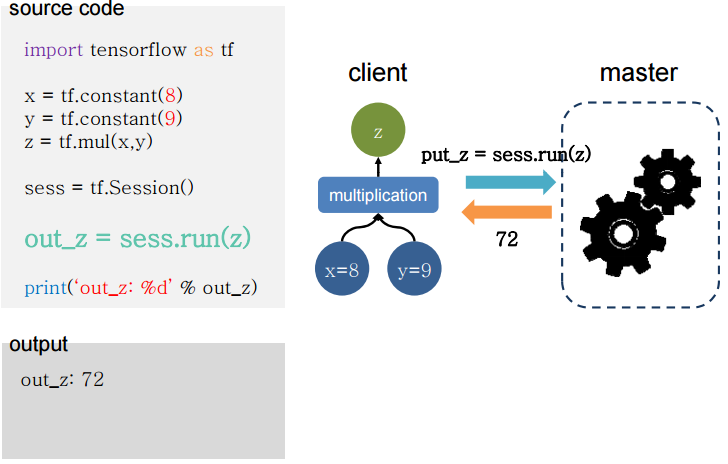 source code
import tensorflow as tf
x = tf.constant(8)
y = tf.constant(9)
z = tf.mul(x,y)
sess = tf.Session()
out_z = sess.run(z)
print(‘out_z: %d’ % out_z)
output
out_z: 72
client
master
z
multiplication
x=8
y=9
put_z = sess.run(z)
72